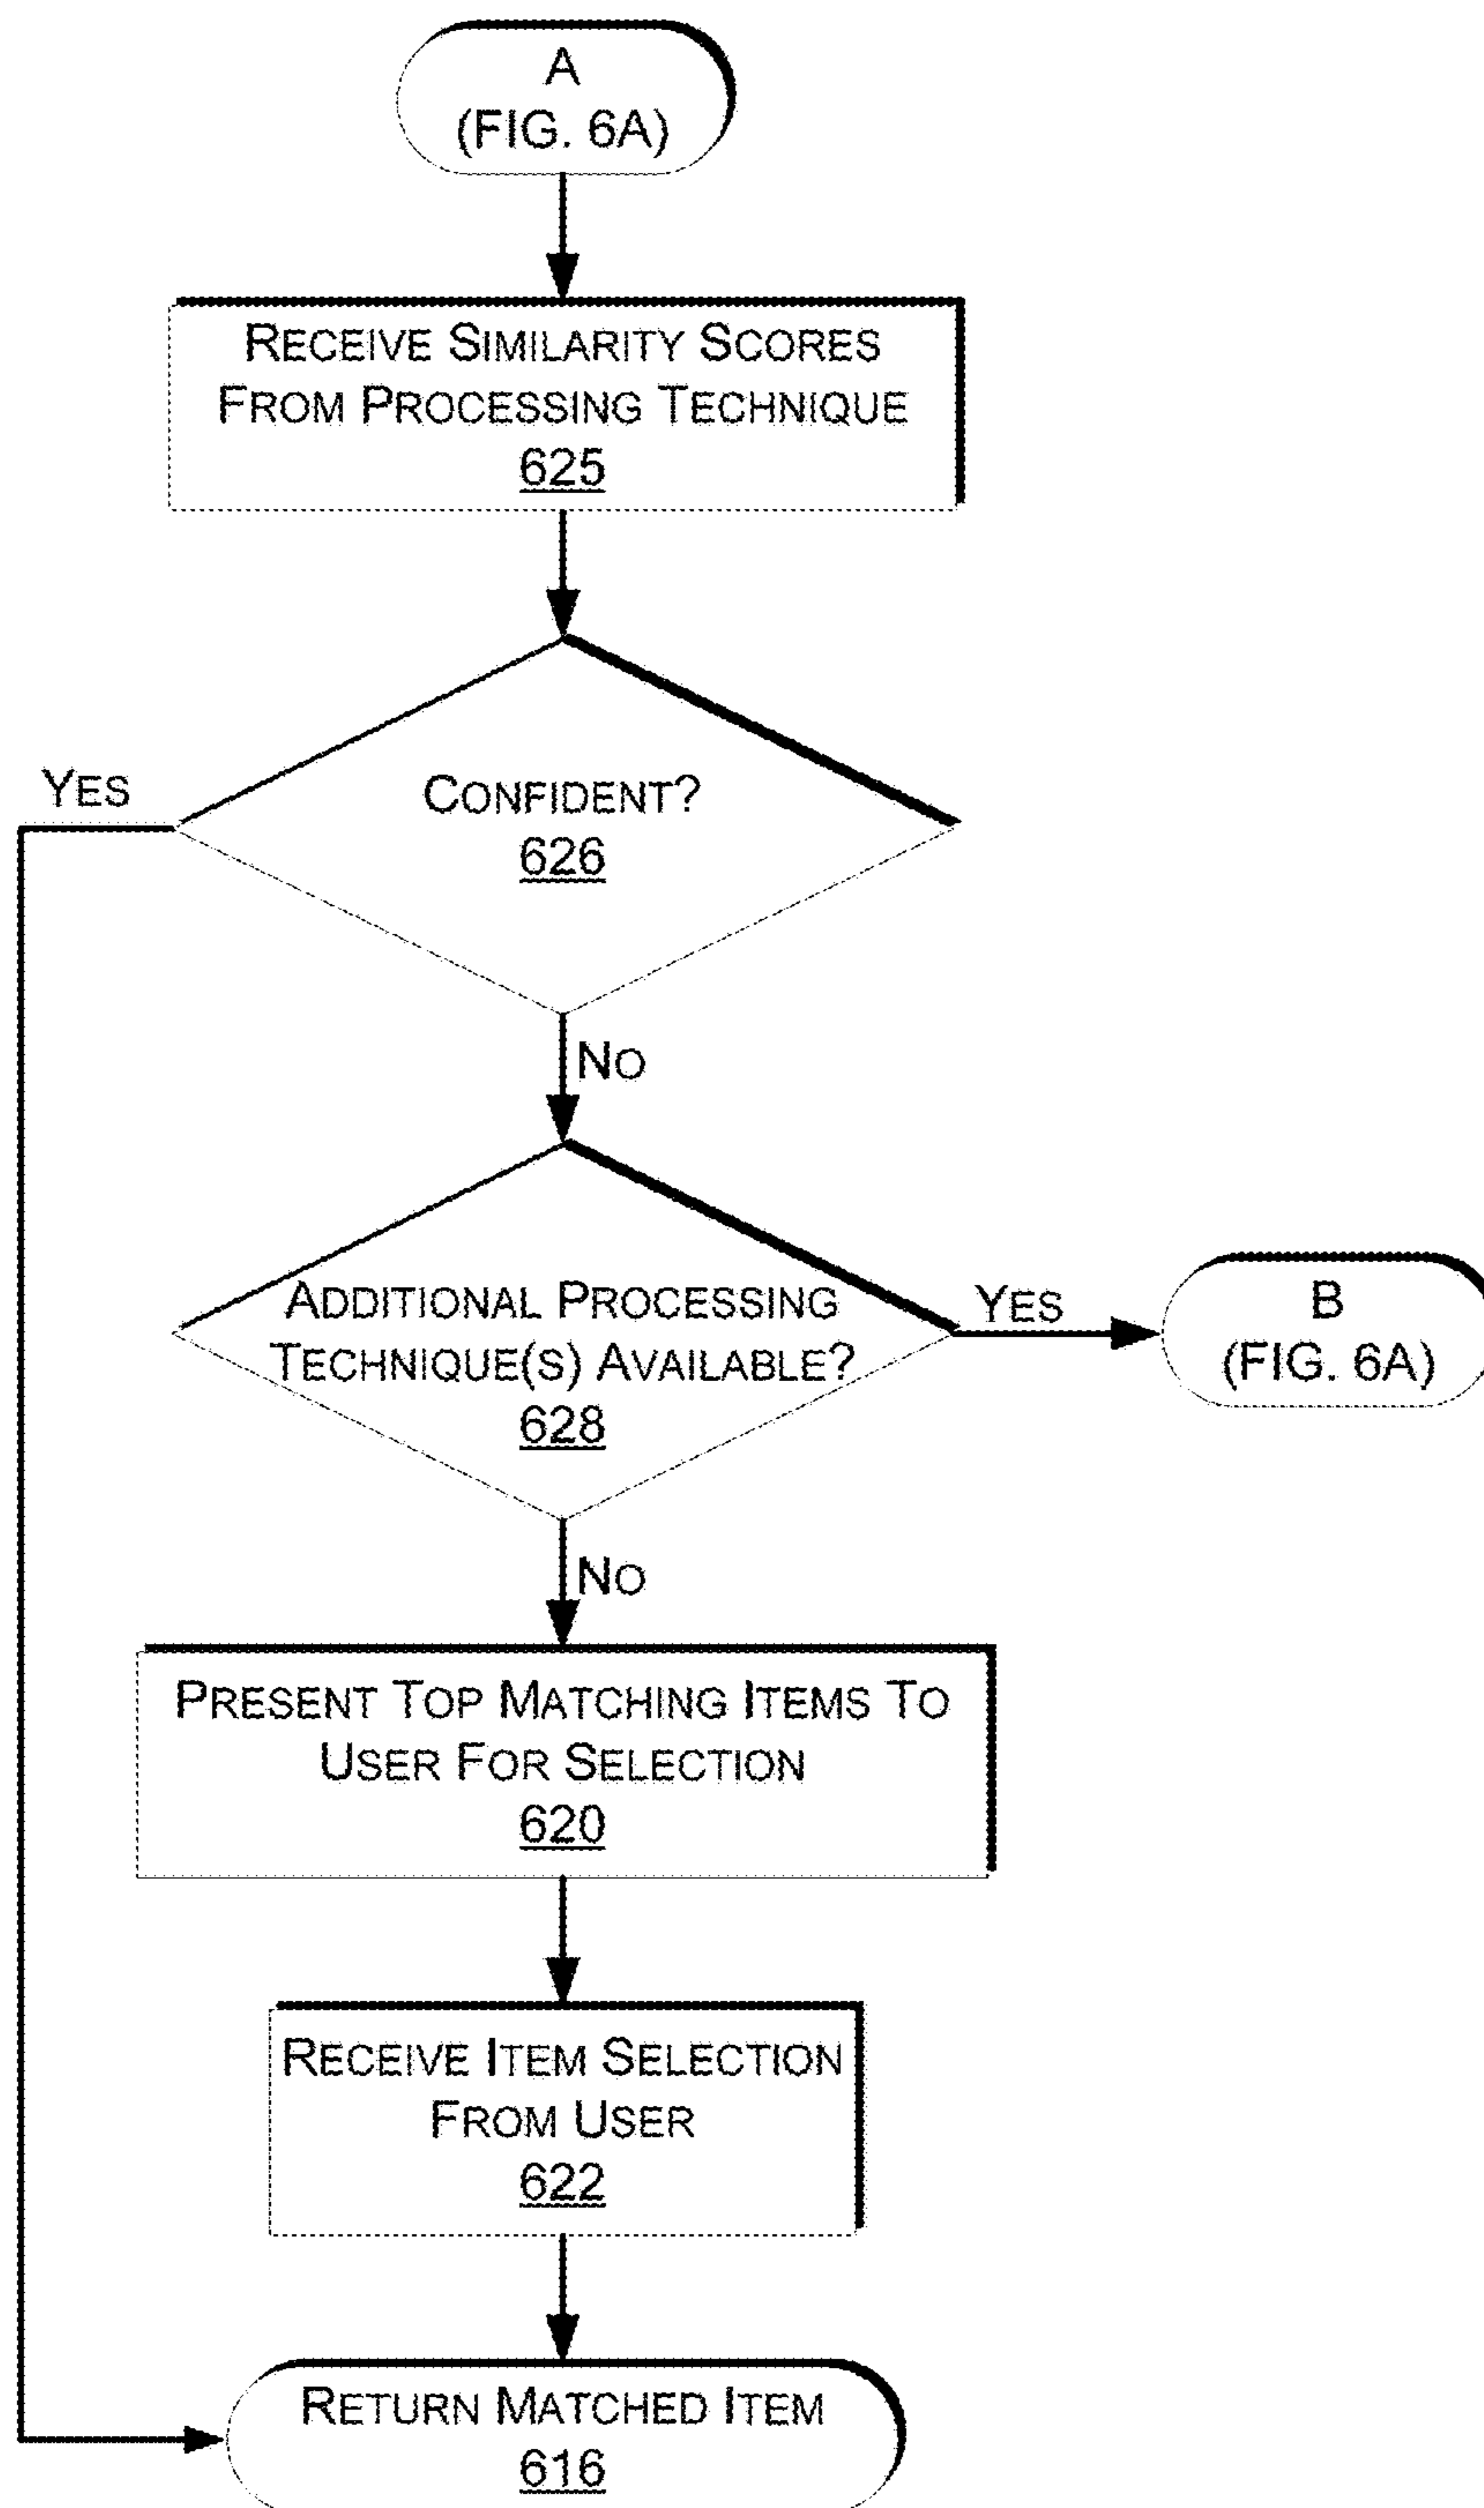 A
(FIG. 6A)
RECEIVE SIMILARITY SCORES
FROM PROCESSING TECHNIQUE
625
YES
CONFIDENT?
626
NO
ADDITIONAL PROCESSING
TECHNIQUE(S) AVAILABLE?
628
YES
B
(FIG. 6A)
NO
PRESENT TOP MATCHING ITEMS TO
USER FOR SELECTION
620
RECEIVE ITEM SELECTION
FROM USER
622
RETURN MATCHED ITEM
616